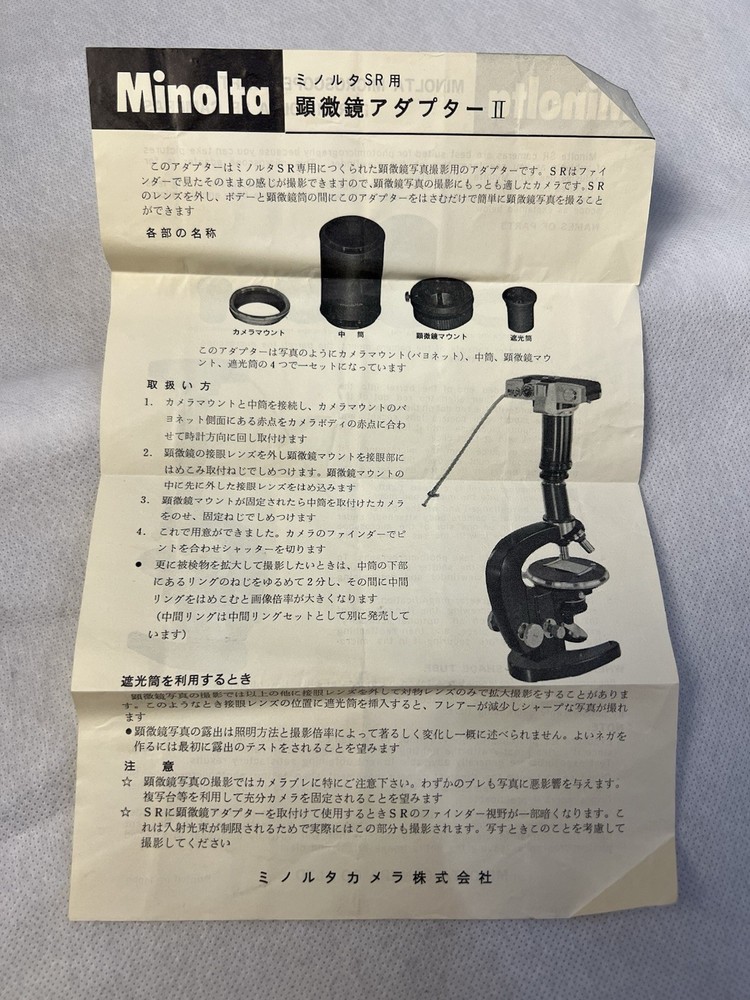 Minolta
ミノルタSR用
顕微鏡アダプターⅡ
このアダプターはミノルタSR専用につくられた顕微鏡写真撮影用のアダプターです。SRはファイ
ンダーで見たそのままの感じが撮影できますので、顕微鏡写真の撮影にもっとも適したカメラです。SR
のレンズを外し、ボデーと顕微鏡筒の間にこのアダプターをはさむだけで簡単に顕微鏡写真を撮ること
ができます
各部の名称
カメラマウント
中筒
顕微鏡マウント
遮光筒
このアダプターは写真のようにカメラマウント(バヨネット)、中筒、顕微鏡マウ
ント、遮光筒の4つで一セットになっています
取扱い方
1. カメラマウントと中筒を接続し、カメラマウントのバ
ヨネット側面にある赤点をカメラボディの赤点に合わ
せて時計方向に回し取付けます
2. 顕微鏡の接眼レンズを外し顕微鏡マウントを接眼部に
はめこみ取付ねじでしめつけます。顕微鏡マウントの
中に先に外した接眼レンズをはめ込みます
3. 顕微鏡マウントが固定されたら中筒を取付けたカメラ
をのせ、固定ねじでしめつけます
4. これで用意ができました。カメラのファインダーでピ
ントを合わせシャッターを切ります
● 更に被検物を拡大して撮影したいときは、中筒の下部
にあるリングのねじをゆるめて2分し、その間に中間
リングをはめこむと画像倍率が大きくなります
(中間リングは中間リングセットとして別に発売して
います)
遮光筒を利用するとき
顕微鏡写真の撮影では以上の他に接眼レンズを外して対物レンズのみで拡大撮影をすることがありま
す。このようなとき接眼レンズの位置に遮光筒を挿入すると、フレアーが減少しシャープな写真が撮れ
ます
●顕微鏡写真の露出は照明方法と撮影倍率によって著るしく変化し一概に述べられません。よいネガを
作るには最初に露出のテストをされることを望みます
注意
☆ 顕微鏡写真の撮影ではカメラブレに特にご注意下さい。わずかのブレも写真に悪影響を与えます。
複写台等を利用して充分カメラを固定されることを望みます
☆ SRに顕微鏡アダプターを取付けて使用するときSRのファインダー視野が一部暗くなります。こ
れは入射光束が制限されるためで実際にはこの部分も撮影されます。写すときこのことを考慮して
撮影してください
ミノルタカメラ株式会社